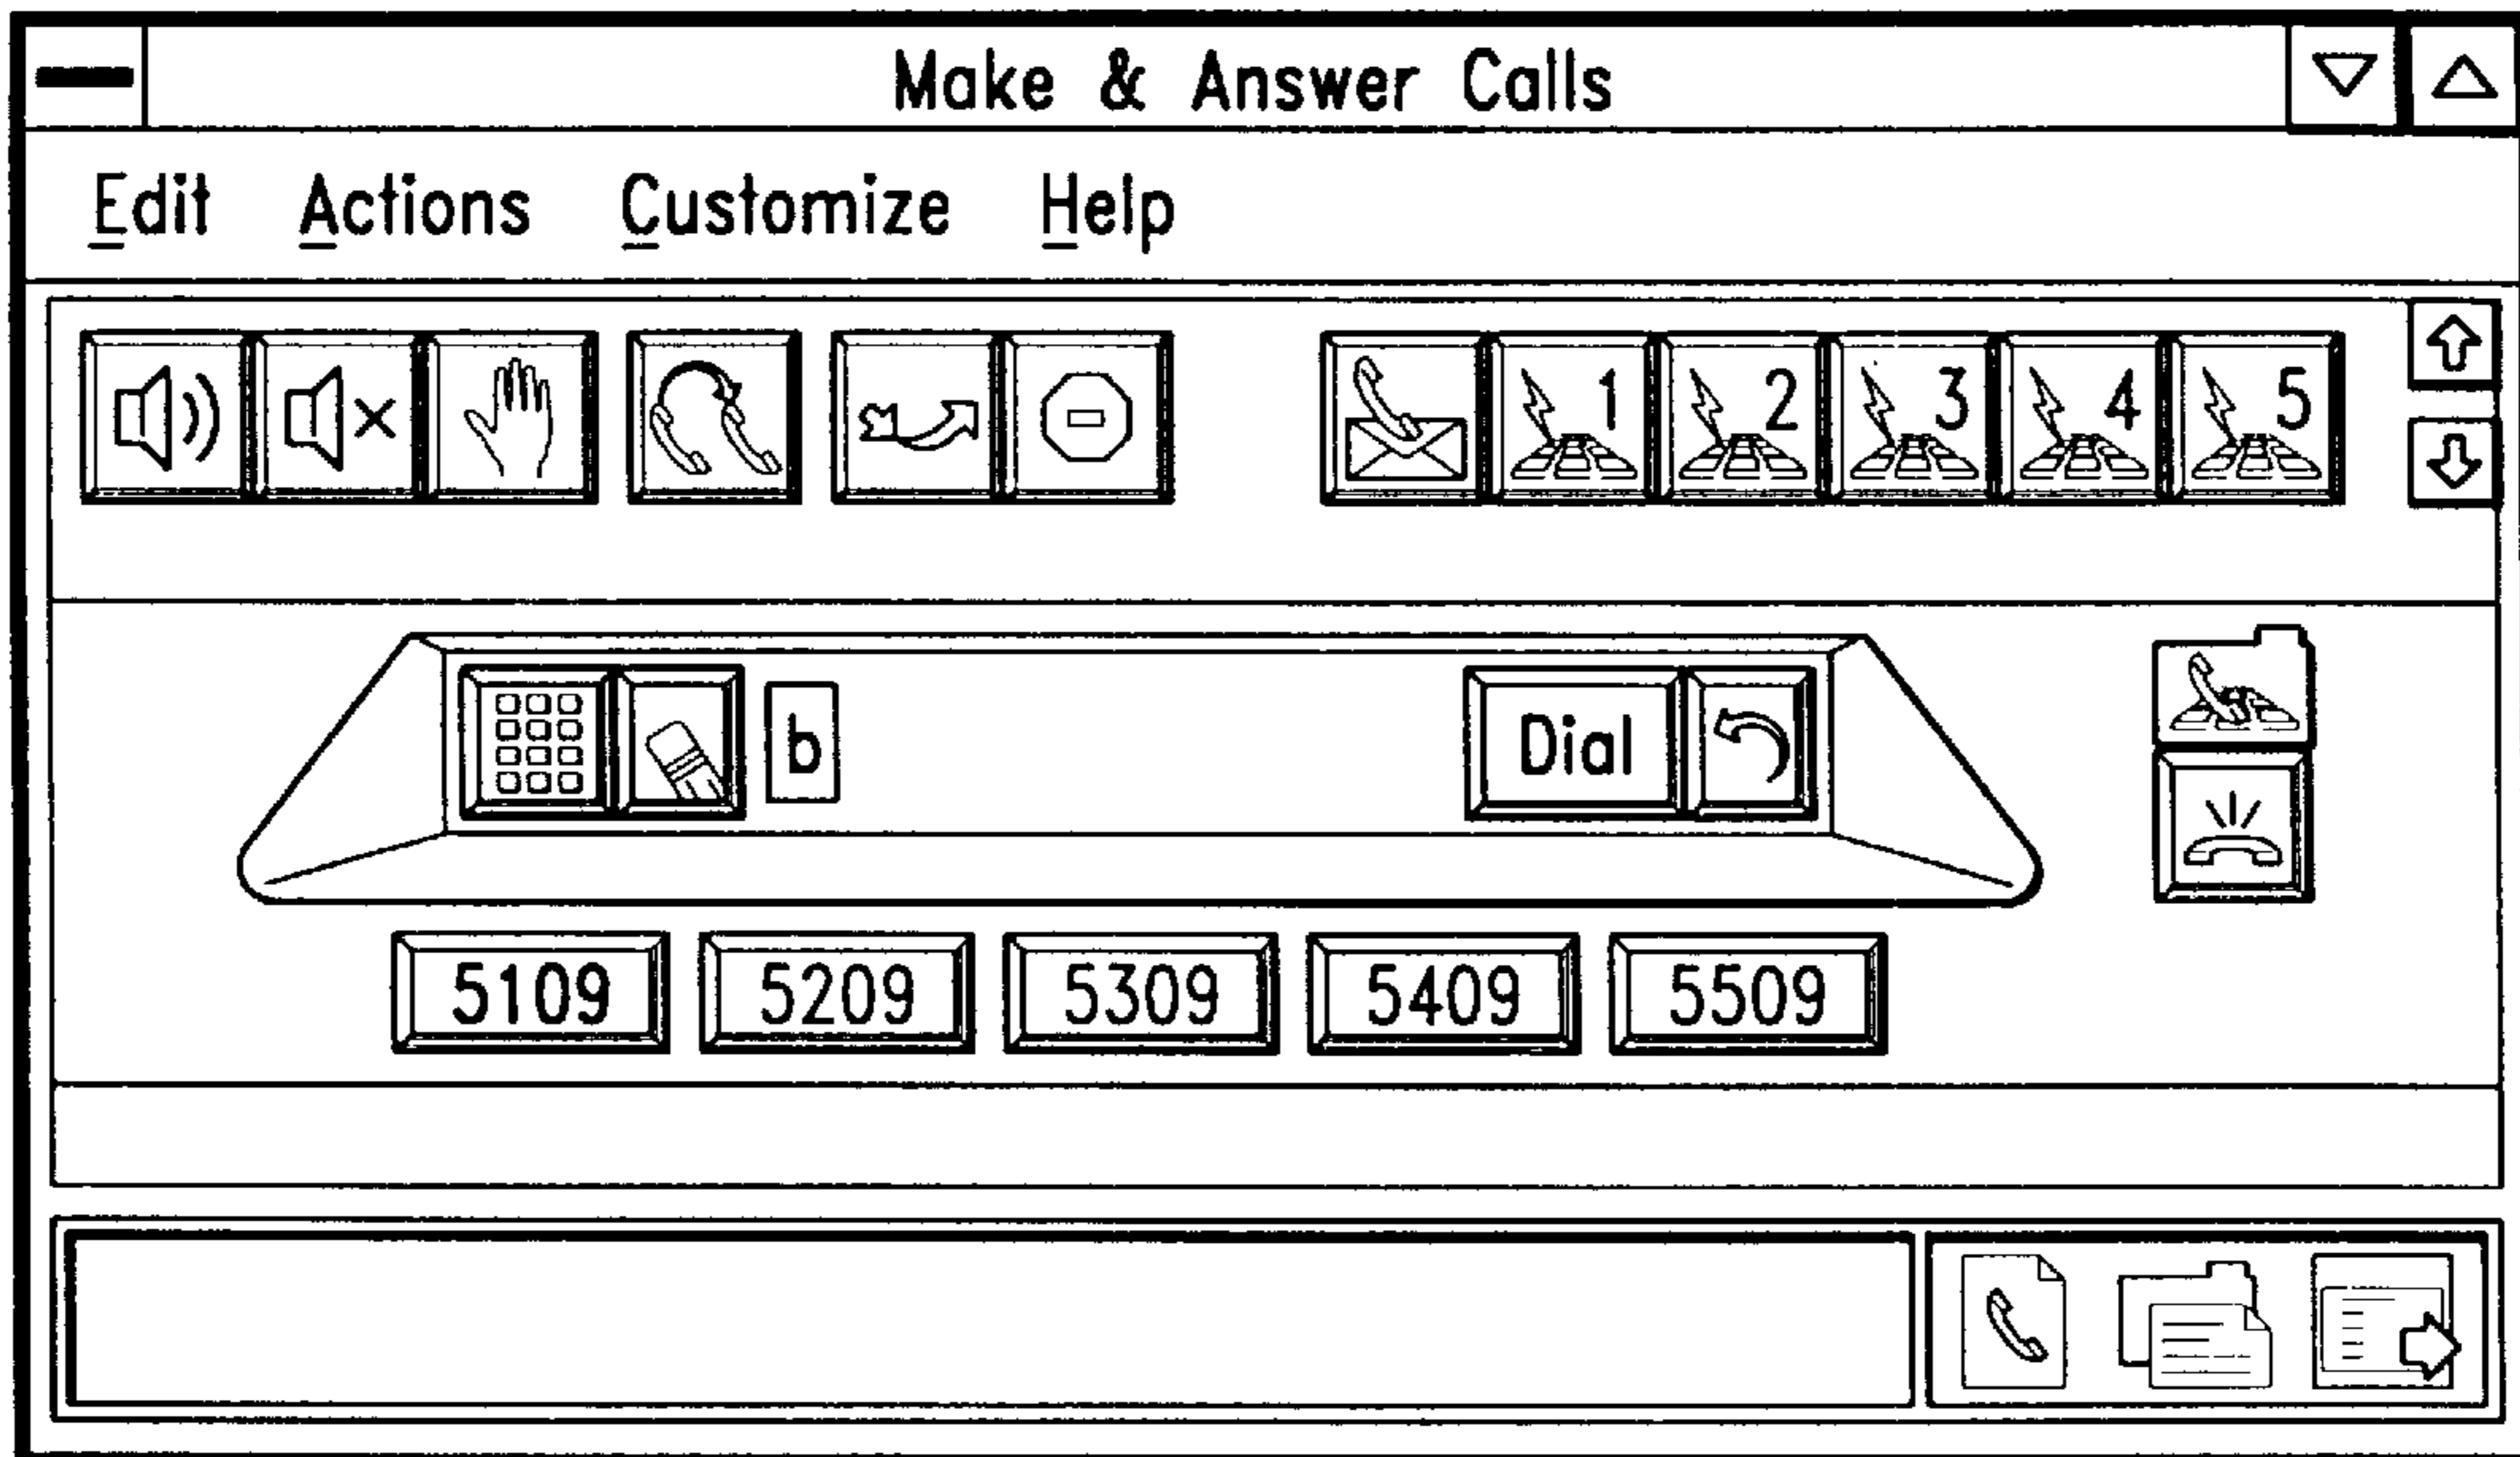 Make & Answer Calls
Edit Actions Customize Help
1 2 3 4 5
b Dial
5109 5209 5309 5409 5509